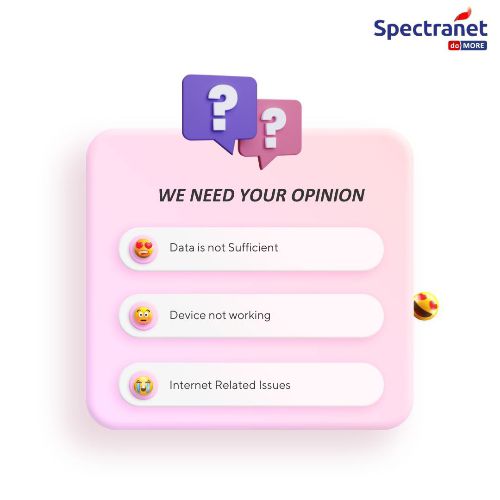 Spectranet
do MORE
? ?
WE NEED YOUR OPINION
Data is not Sufficient
Device not working
Internet Related Issues